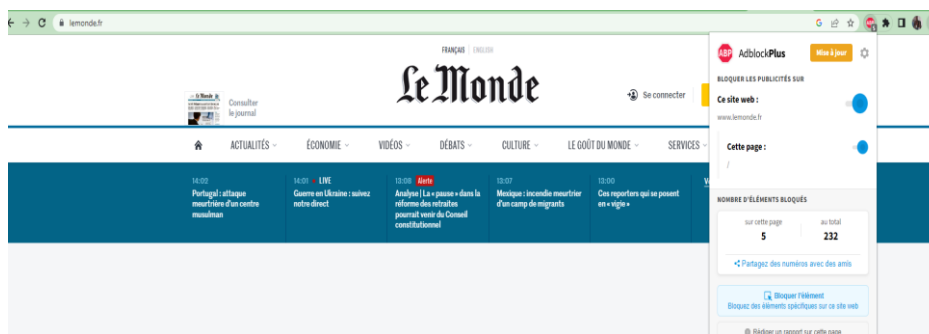 lemonde.fr
FRANÇAIS | ENGLISH
Le Monde
Consulter
le journal
Se connecter
ACTUALITÉS
ÉCONOMIE
VIDÉOS
DÉBATS
CULTURE
LE GOÛT DU MONDE
SERVICES
14:02
Portugal : attaque
meurtrière d'un centre
musulman
14:01 LIVE
Guerre en Ukraine : suivez
notre direct
13:08 Alerte
Analyse | La « pause » dans la
réforme des retraites
pourrait venir du Conseil
constitutionnel
13:07
Mexique : incendie meurtrier
d'un camp de migrants
13:00
Ces reporters qui se posent
en « vigie »
ABP AdblockPlus
Mise à jour
BLOQUER LES PUBLICITÉS SUR
Ce site web :
www.lemonde.fr
Cette page :
/
NOMBRE D'ÉLÉMENTS BLOQUÉS
sur cette page
5
au total
232
Partagez des numéros avec des amis
Bloquer l'élément
Bloquez des éléments spécifiques sur ce site web
Rédiger un rapport sur cette page